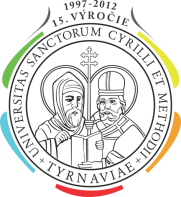 1997-2012
15. VÝROČIE
UNIVERSITAS SANCTORUM CYRILLI ET METHODII
TYRNAVIAE